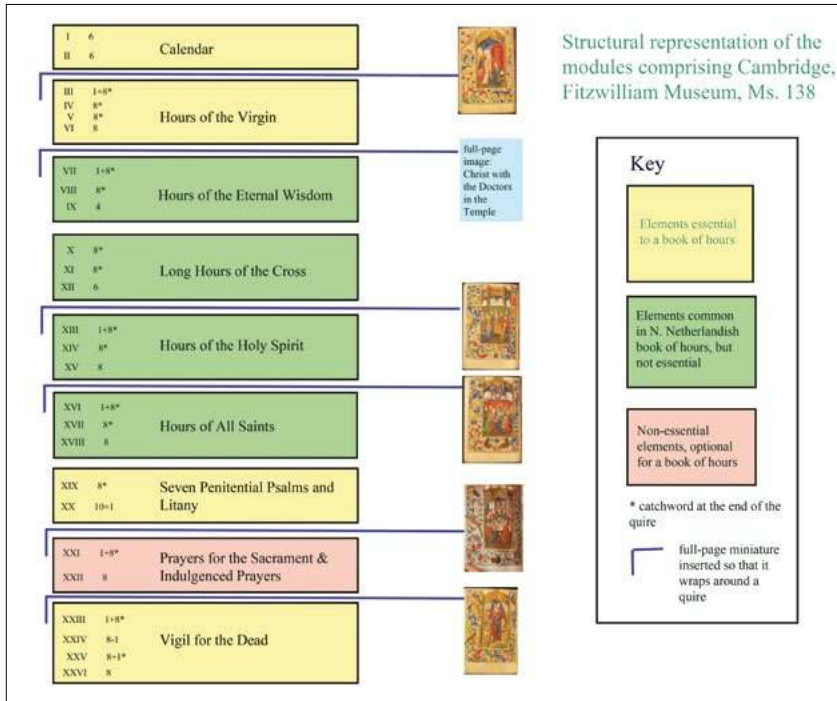 I 6
II 6
Calendar
Structural representation of the
modules comprising Cambridge,
Fitzwilliam Museum, Ms. 138
III 1+8*
IV 8*
V 8*
VI 8
Hours of the Virgin
VII 1+8*
VIII 8*
IX 4
Hours of the Eternal Wisdom
full-page
image:
Christ with
the Doctors
in the
Temple
X 8*
XI 8*
XII 6
Long Hours of the Cross
XIII 1+8*
XIV 8*
XV 8
Hours of the Holy Spirit
XVI 1+8*
XVII 8*
XVIII 8
Hours of All Saints
XIX 8*
XX 10+1
Seven Penitential Psalms and
Litany
XXI 1+8*
XXII 8
Prayers for the Sacrament &
Indulgenced Prayers
XXIII 1+8*
XXIV 8-1
XXV 8+1*
XXVI 8
Vigil for the Dead
Key
Elements essential
to a book of hours
Elements common
in N. Netherlandish
book of hours, but
not essential
Non-essential
elements, optional
for a book of hours
* catchword at the end of the
quire
full-page miniature
inserted so that it
wraps around a
quire